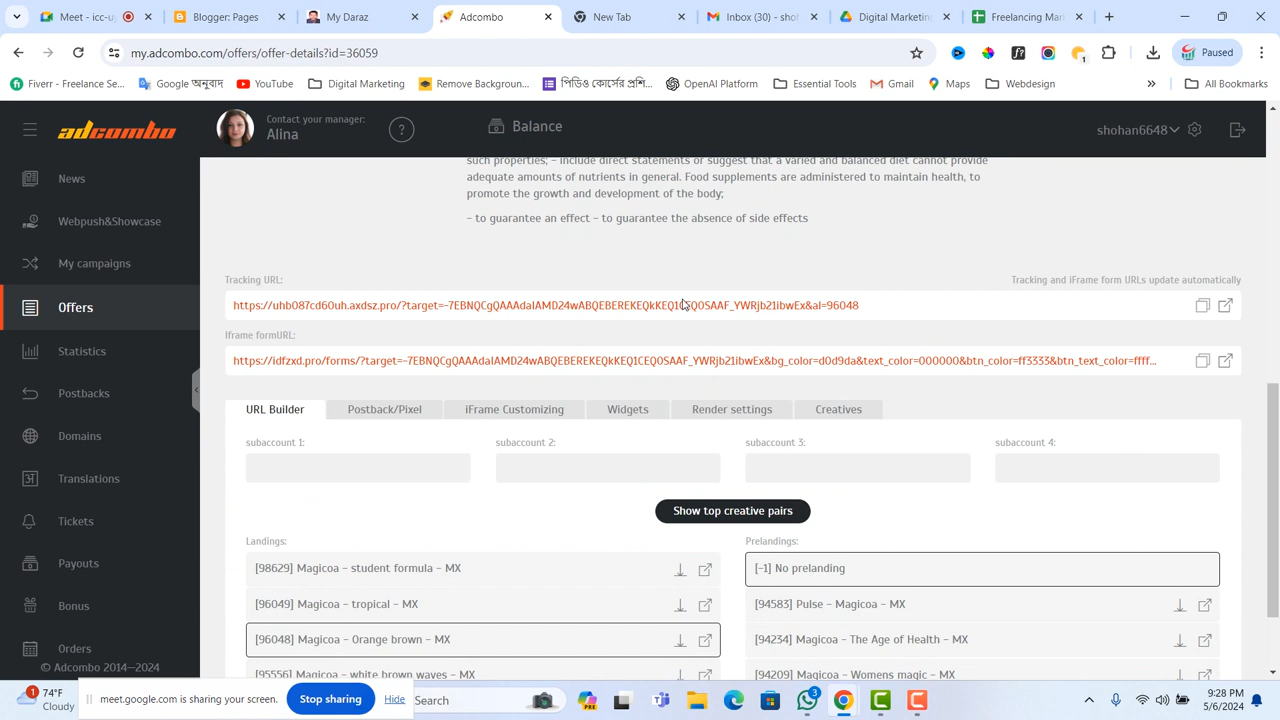 Mail
Blogger: Pagar
My Daraz
Adcombo
New Tab
Inbox (30) - shoh
Digital Marketin
Freelancing Mar
my.adcombo.com/offers/offer-details?id=36059
Paused
Fiverr - Freelance Se...
Google অনুবাদ
YouTube
Digital Marketing
Remove Background...
পিডিও কোর্সের প্রশি...
OpenAI Platform
Essential Tools
Gmail
Maps
Webdesign
All Bookmarks
adcombo
Contact your manager:
Alina
?
Balance
shohan6648
News
Webpush&Showcase
My campaigns
Offers
Statistics
Postbacks
Domains
Translations
Tickets
Payouts
Bonus
Orders
© Adcombo 2014—2024
such properties; – Include direct statements or suggest that a varied and balanced diet cannot provide
adequate amounts of nutrients in general. Food supplements are administered to maintain health, to
promote the growth and development of the body;
– to guarantee an effect – to guarantee the absence of side effects
Tracking URL:
Tracking and iFrame form URLs update automatically
https://uhb087cd60uh.axdsz.pro/?target=-7EBNQCgQAAAdaIAMD24wABQEBEREKEQkKEQ1CEQ0SAAF_YWRjb21ibwEx&al=96048
Iframe formURL:
https://idfzxd.pro/forms/?target=-7EBNQCgQAAAdaIAMD24wABQEBEREKEQkKEQ1CEQ0SAAF_YWRjb21ibwEx&bg_color=d0d9da&text_color=000000&btn_color=ff3333&btn_text_color=ffff...
URL Builder
Postback/Pixel
iFrame Customizing
Widgets
Render settings
Creatives
subaccount 1:
subaccount 2:
subaccount 3:
subaccount 4:
Show top creative pairs
Landings:
Prelandings:
[98629] Magicoa – student formula – MX
[-1] No prelanding
[96049] Magicoa – tropical – MX
[94583] Pulse – Magicoa – MX
[96048] Magicoa – Orange brown – MX
[94234] Magicoa – The Age of Health – MX
[95556] Magicoa – white brown waves – MX
[94209] Magicoa – Womens magic – MX
1
74°F
Cloudy
meet.google.com is sharing your screen.
Stop sharing
Hide
Search
3
9:28 PM
5/6/2024